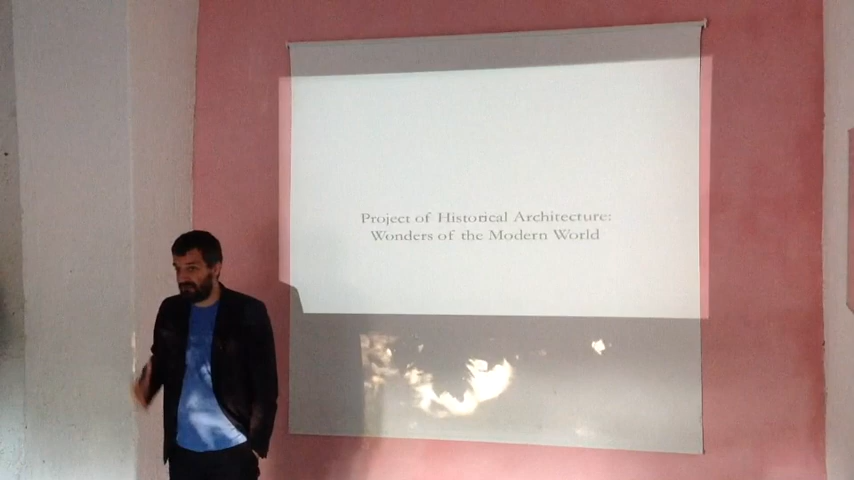 Project of Historical Architecture:
Wonders of the Modern World